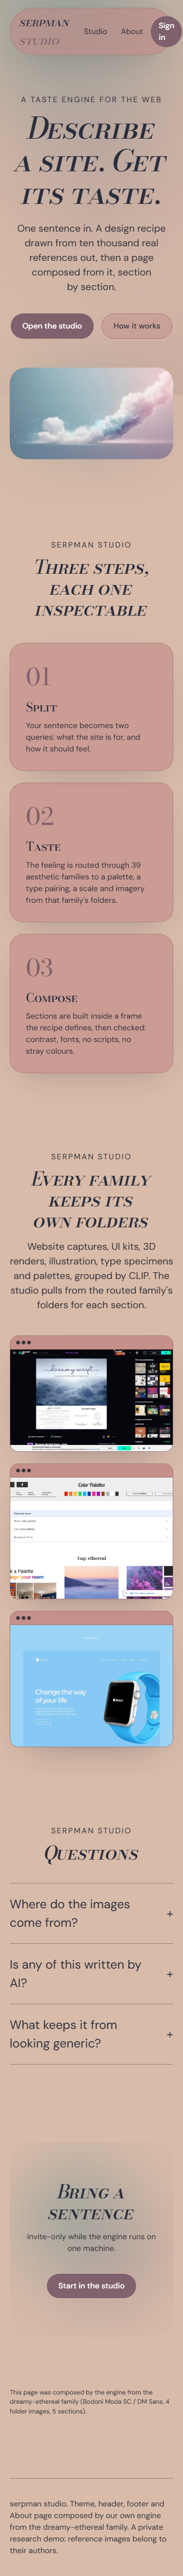 SERPMAN
STUDIO
Studio
About
Sign
in
A TASTE ENGINE FOR THE WEB
Describe
a site. Get
its taste.
One sentence in. A design recipe
drawn from ten thousand real
references out, then a page
composed from it, section
by section.
Open the studio
How it works
SERPMAN STUDIO
Three steps,
each one
inspectable
01
Split
Your sentence becomes two
queries: what the site is for, and
how it should feel.
02
Taste
The feeling is routed through 39
aesthetic families to a palette, a
type pairing, a scale and imagery
from that family's folders.
03
Compose
Sections are built inside a frame
the recipe defines, then checked:
contrast, fonts, no scripts, no
stray colours.
SERPMAN STUDIO
Every family
keeps its
own folders
Website captures, UI kits, 3D
renders, illustration, type specimens
and palettes, grouped by CLIP. The
studio pulls from the routed family's
folders for each section.
Color Palettes
Tag: ethereal
Change the way
of your life
SERPMAN STUDIO
Questions
Where do the images
come from?
+
Is any of this written by
AI?
+
What keeps it from
looking generic?
+
Bring a
sentence
Invite-only while the engine runs on
one machine.
Start in the studio
This page was composed by the engine from the
dreamy-ethereal family (Bodoni Moda SC / DM Sans, 4
folder images, 5 sections).
serpman studio. Theme, header, footer and
About page composed by our own engine
from the dreamy-ethereal family. A private
research demo: reference images belong to
their authors.